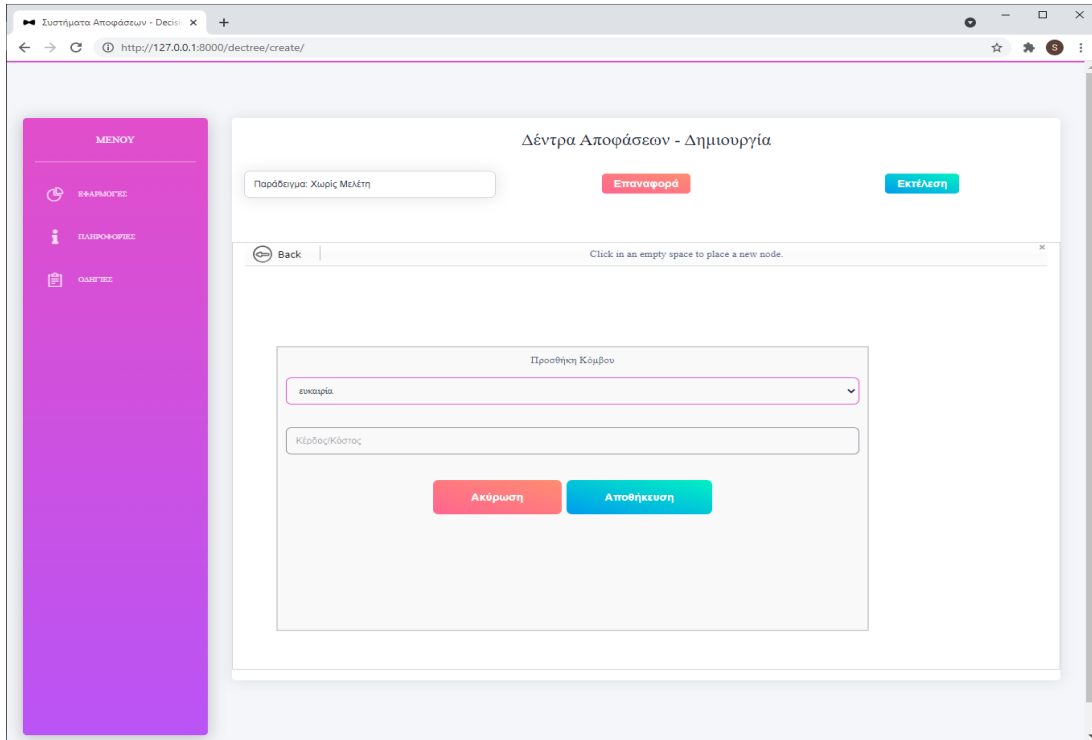 Συστήματα Αποφάσεων - Decisi
http://127.0.0.1:8000/dectree/create/
S
ΜΕΝΟΥ
ΕΦΑΡΜΟΓΕΣ
ΠΛΗΡΟΦΟΡΙΕΣ
ΟΔΗΓΙΕΣ
Δέντρα Αποφάσεων - Δημιουργία
Παράδειγμα: Χωρίς Μελέτη
Επαναφορά
Εκτέλεση
Back
Click in an empty space to place a new node.
Προσθήκη Κόμβου
ευκαιρία
Κέρδος/Κόστος
Ακύρωση
Αποθήκευση